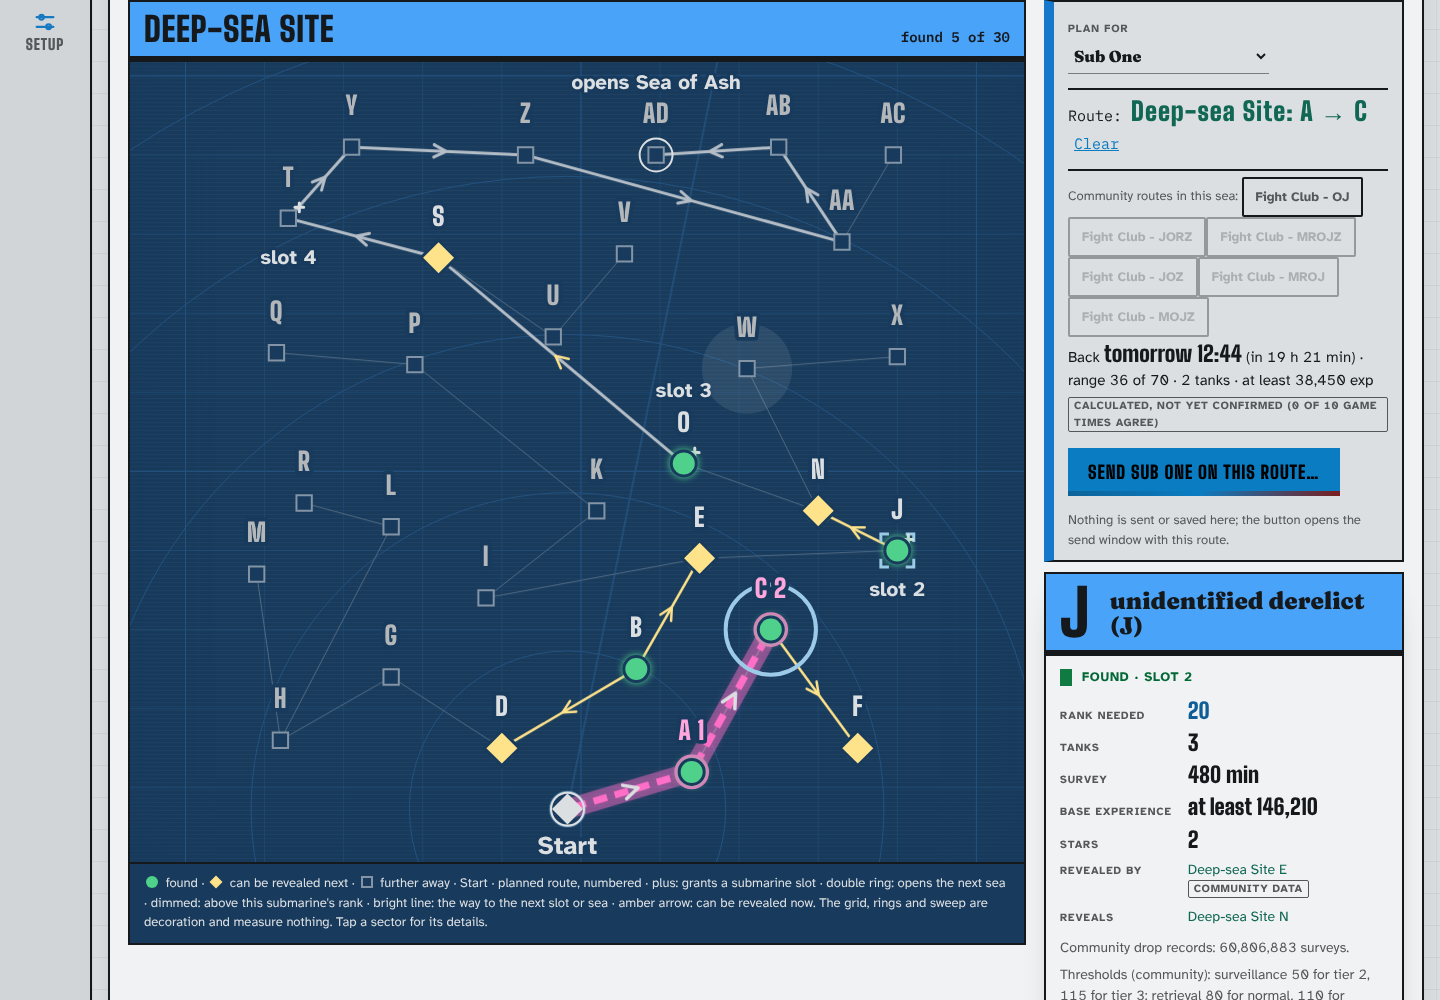 SETUP
DEEP-SEA SITE
found 5 of 30
opens Sea of Ash
Y
Z
AD
AB
AC
T
S
V
AA
slot 4
Q
P
U
W
X
slot 3
O
R
L
K
N
J
M
E
I
slot 2
C 2
G
B
H
D
A 1
F
Start
found · can be revealed next · further away · Start · planned route, numbered · plus: grants a submarine slot · double ring: opens the next sea
· dimmed: above this submarine's rank · bright line: the way to the next slot or sea · amber arrow: can be revealed now. The grid, rings and sweep are
decoration and measure nothing. Tap a sector for its details.
PLAN FOR
Sub One
Route: Deep-sea Site: A → C
Clear
Community routes in this sea: Fight Club - OJ
Fight Club - JORZ Fight Club - MROJZ
Fight Club - JOZ Fight Club - MROJ
Fight Club - MOJZ
Back tomorrow 12:44 (in 19 h 21 min) ·
range 36 of 70 · 2 tanks · at least 38,450 exp
CALCULATED, NOT YET CONFIRMED (0 OF 10 GAME
TIMES AGREE)
SEND SUB ONE ON THIS ROUTE…
Nothing is sent or saved here; the button opens the
send window with this route.
J unidentified derelict
(J)
FOUND · SLOT 2
RANK NEEDED 20
TANKS 3
SURVEY 480 min
BASE EXPERIENCE at least 146,210
STARS 2
REVEALED BY Deep-sea Site E
COMMUNITY DATA
REVEALS Deep-sea Site N
Community drop records: 60,806,883 surveys.
Thresholds (community): surveillance 50 for tier 2,
115 for tier 3; retrieval 80 for normal, 110 for